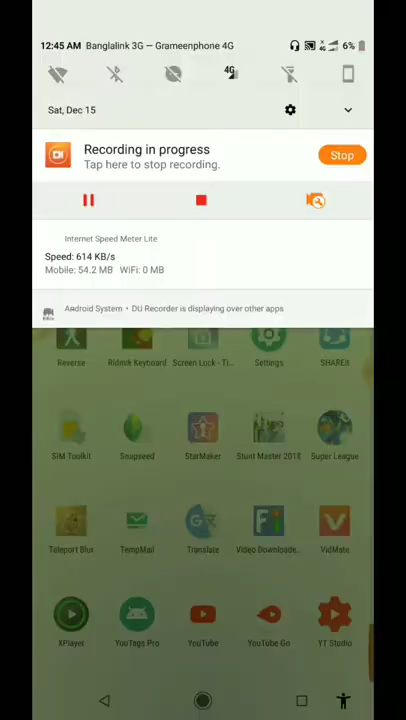 12:45 AM Banglalink 3G — Grameenphone 4G 4G 6%
4G
Sat, Dec 15
Recording in progress
Tap here to stop recording.
Stop
Internet Speed Meter Lite
Speed: 614 KB/s
Mobile: 54.2 MB WiFi: 0 MB
Android System • DU Recorder is displaying over other apps
Reverse Ridmik Keyboard Screen Lock - Ti... Settings SHAREit
SIM Toolkit Snapseed StarMaker Stunt Master 2018 Super League
Teleport Blur. TempMail Translate Video Downloade.. VidMate
XPlayer YouTags Pro YouTube YouTube Go YT Studio